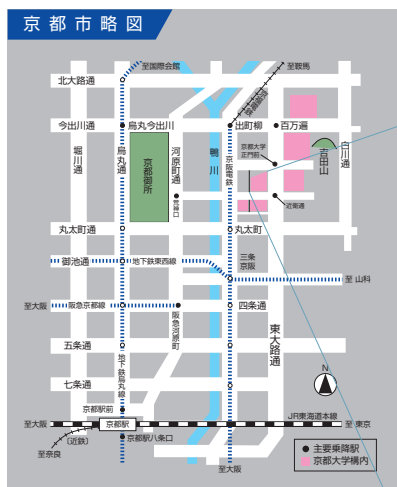 京都市略図
至国際会館
至鞍馬
北大路通
叡山電鉄
今出川通
烏丸今出川
出町柳
百万遍
堀川通
烏丸通
京都御所
河原町通
鴨川
京阪電鉄
京都大学
正門前
吉田山
白川通
荒神口
近衛通
丸太町通
丸太町
御池通
地下鉄東西線
三条
京阪
至 山科
至大阪
阪急京都線
四条通
阪急河原町
東大路通
五条通
地下鉄烏丸線
七条通
N
京都駅前
JR東海道本線
至大阪
京都駅
至 東京
[近鉄]
京都駅八条口
至奈良
至大阪
主要乗降駅
京都大学構内